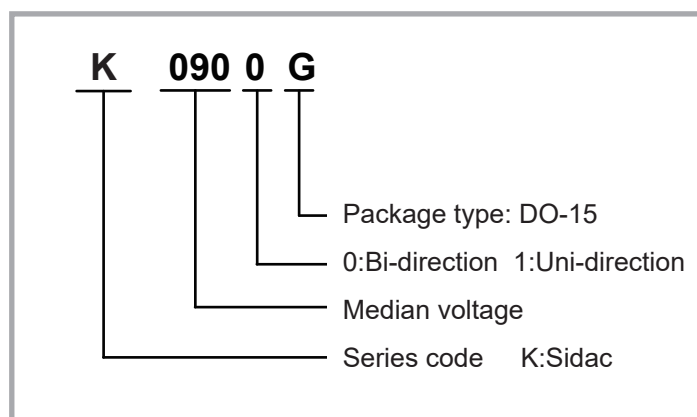 K 090 0 G
Package type: DO-15
0:Bi-direction 1:Uni-direction
Median voltage
Series code K:Sidac